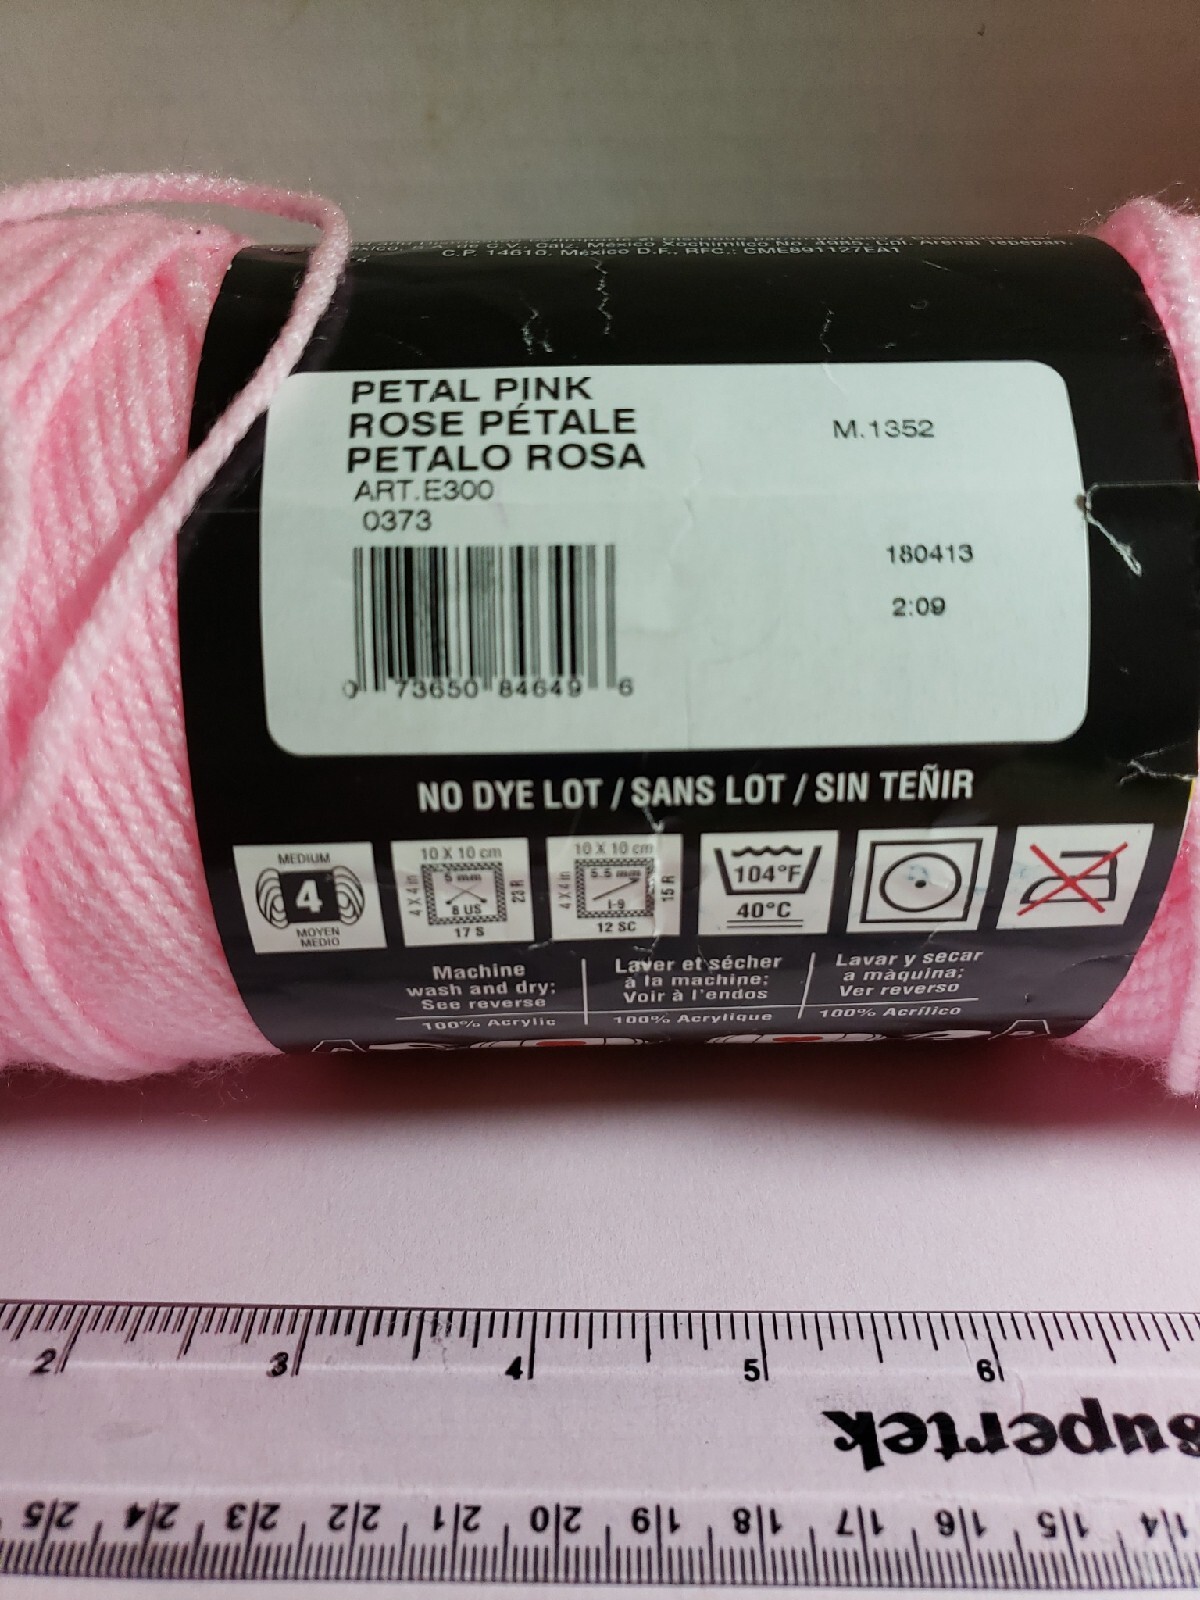 C.P. 14610, México D.F., RFC.: CME891127EA1
PETAL PINK
ROSE PÉTALE
PETALO ROSA
ART.E300
0373
M.1352
180413
2:09
0 73650 84649 6
NO DYE LOT / SANS LOT / SIN TEÑIR
MEDIUM
4
MOYEN
MEDIO
10 X 10 cm
4 X 4 in
5 mm
8 US
23 R
17 S
10 X 10 cm
4 X 4 in
5.5 mm
I-9
15 R
12 SC
104°F
40°C
Machine
wash and dry;
See reverse
100% Acrylic
Laver et sécher
à la machine;
Voir à l'endos
100% Acrylique
Lavar y secar
a màquina;
Ver reverso
100% Acrílico
2 3 4 5 6
Supertek
25 24 23 22 21 20 19 18 17 16 15 14